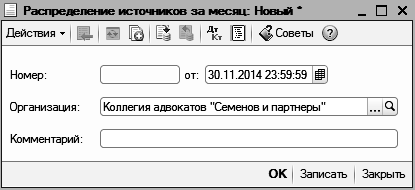 Распределение источников за месяц: Новый *
Действия Дт Кт Советы ?
Номер: от: 30.11.2014 23:59:59
Организация: Коллегия адвокатов "Семенов и партнеры" ...
Комментарий:
OK Записать Закрыть